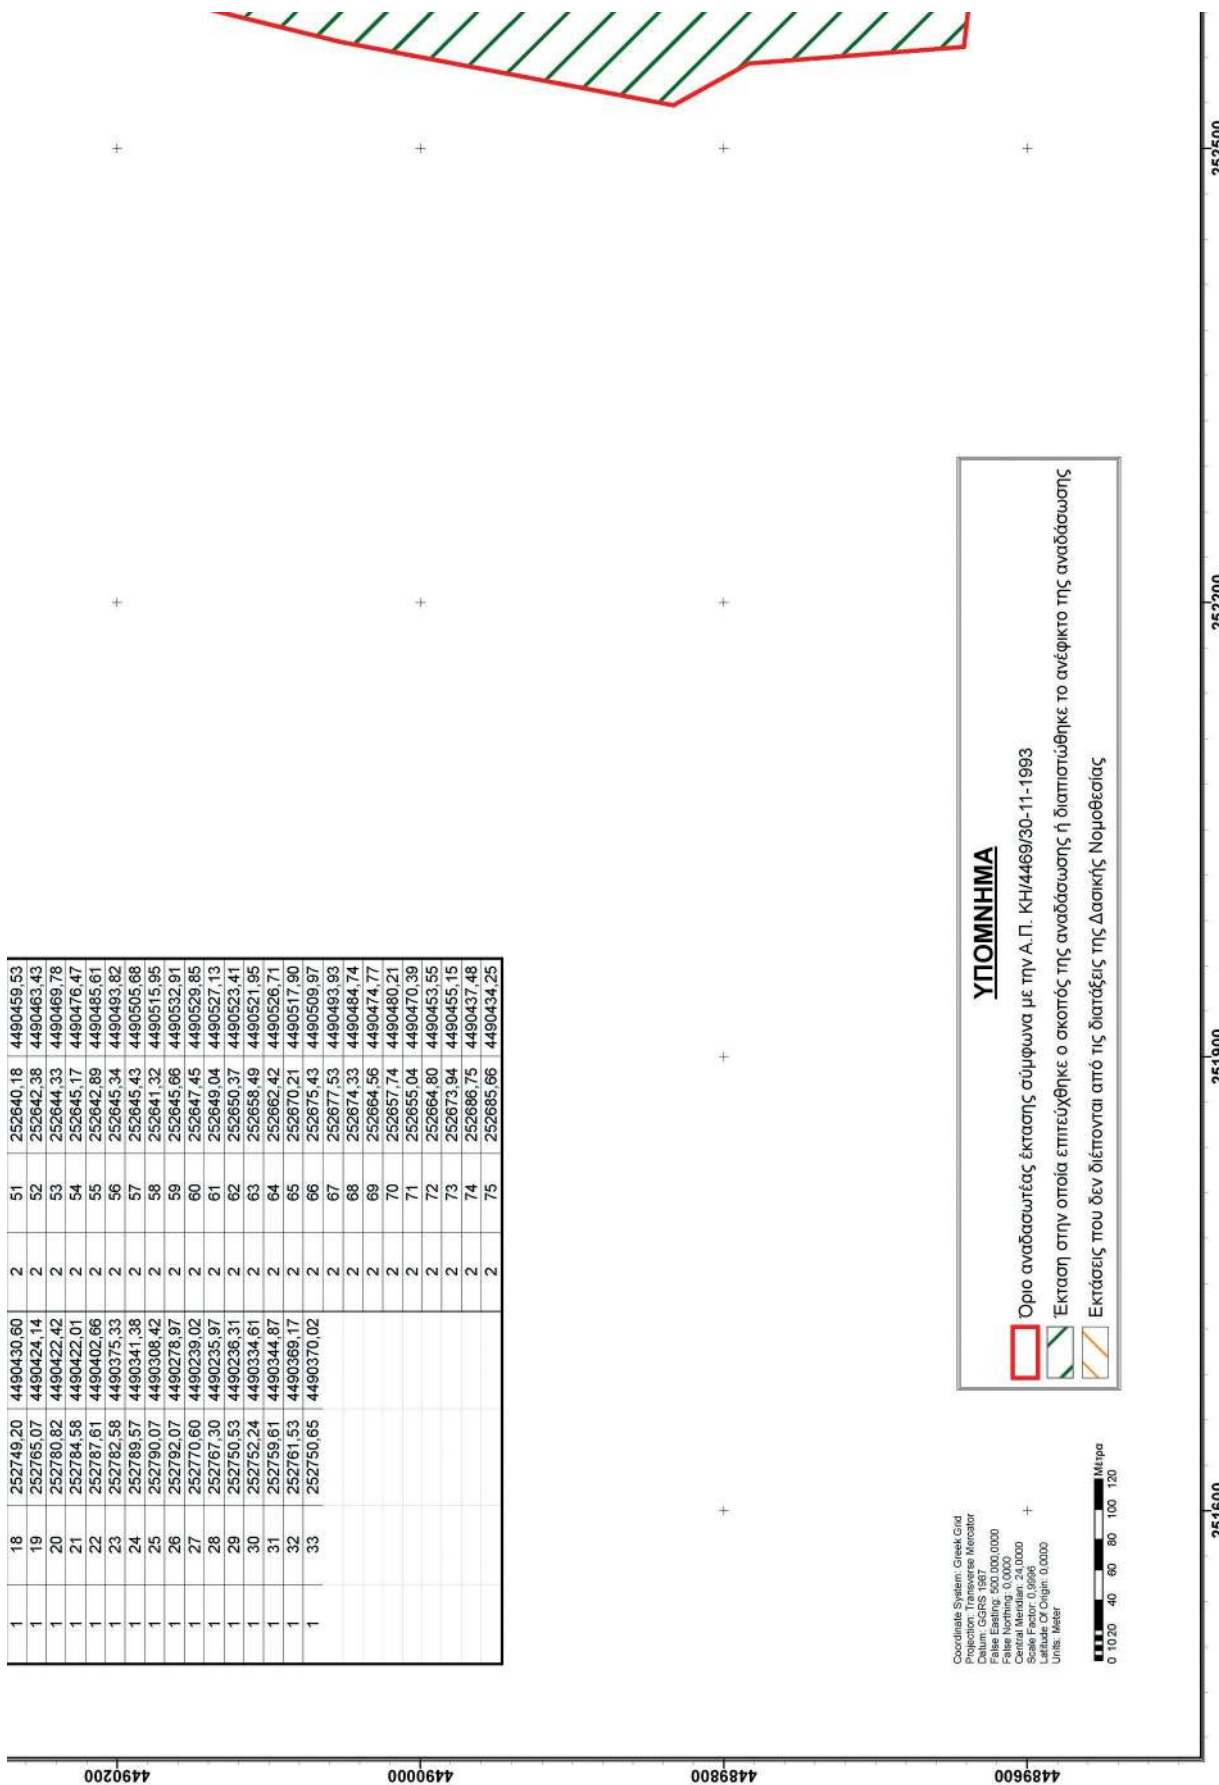 1 18 252749,20 4490430,60 2 51 252640,18 4490459,53
1 19 252765,07 4490424,14 2 52 252642,38 4490463,43
1 20 252780,82 4490422,42 2 53 252644,33 4490469,78
1 21 252784,58 4490422,01 2 54 252645,17 4490476,47
1 22 252787,61 4490402,66 2 55 252642,89 4490485,61
1 23 252782,58 4490375,33 2 56 252645,34 4490493,82
1 24 252789,57 4490341,38 2 57 252645,43 4490505,68
1 25 252790,07 4490308,42 2 58 252641,32 4490515,95
1 26 252792,07 4490278,97 2 59 252645,66 4490532,91
1 27 252770,60 4490239,02 2 60 252647,45 4490529,85
1 28 252767,30 4490235,97 2 61 252649,04 4490527,13
1 29 252750,53 4490236,31 2 62 252650,37 4490523,41
1 30 252752,24 4490334,61 2 63 252658,49 4490521,95
1 31 252759,61 4490344,87 2 64 252662,42 4490526,71
1 32 252761,53 4490369,17 2 65 252670,21 4490517,90
1 33 252750,65 4490370,02 2 66 252675,43 4490509,97
2 67 252677,53 4490493,93
2 68 252674,33 4490484,74
2 69 252664,56 4490474,77
2 70 252657,74 4490480,21
2 71 252655,04 4490470,39
2 72 252664,80 4490453,55
2 73 252673,94 4490455,15
2 74 252686,75 4490437,48
2 75 252685,66 4490434,25
4490200
4490000
4489800
4489600
Coordinate System: Greek Grid
Projection: Transverse Mercator
Datum: GGRS 1987
False Easting: 500.000,0000
False Northing: 0,0000
Central Meridian: 24,0000
Scale Factor: 0,9996
Latitude Of Origin: 0,0000
Units: Meter
0 10 20 40 60 80 100 120
Μέτρα
ΥΠΟΜΝΗΜΑ
Όριο αναδασωτέας έκτασης σύμφωνα με την Α.Π. ΚΗ/4469/30-11-1993
Έκταση στην οποία επιτεύχθηκε ο σκοπός της αναδάσωσης ή διαπιστώθηκε το ανέφικτο της αναδάσωσης
Εκτάσεις που δεν διέπονται από τις διατάξεις της Δασικής Νομοθεσίας
251600 251900 252200 252500